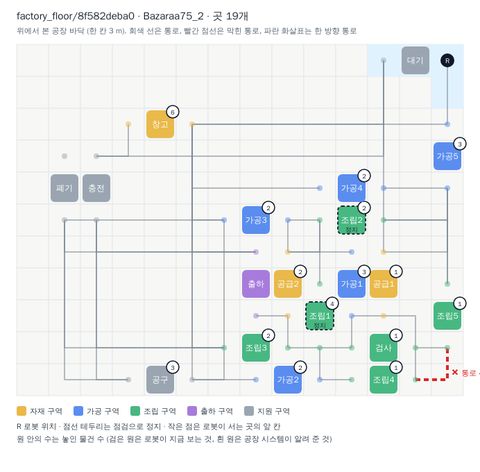 factory_floor/8f582deba0 · Bazaraa75_2 · 곳 19개
위에서 본 공장 바닥 (한 칸 3 m). 회색 선은 통로, 빨간 점선은 막힌 통로, 파란 화살표는 한 방향 통로
대기
R
6
창고
3
가공5
폐기
충전
2
가공4
2
가공3
2
조립2
정지
출하
2
공급2
3
가공1
1
공급1
4
조립1
정지
1
조립5
2
조립3
1
검사
3
공구
2
가공2
1
조립4
✕ 통로
자재 구역
가공 구역
조립 구역
출하 구역
지원 구역
R 로봇 위치 · 점선 테두리는 점검으로 정지 · 작은 점은 로봇이 서는 곳의 앞 칸
원 안의 수는 놓인 물건 수 (검은 원은 로봇이 지금 보는 것, 흰 원은 공장 시스템이 알려 준 것)